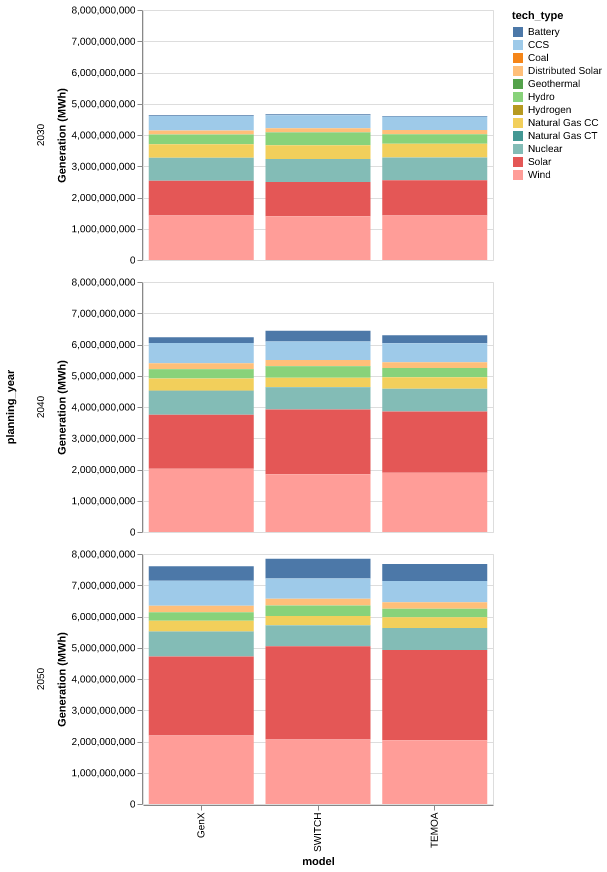 tech_type
Battery
CCS
Coal
Distributed Solar
Geothermal
Hydro
Hydrogen
Natural Gas CC
Natural Gas CT
Nuclear
Solar
Wind
planning_year
2030
Generation (MWh)
8,000,000,000
7,000,000,000
6,000,000,000
5,000,000,000
4,000,000,000
3,000,000,000
2,000,000,000
1,000,000,000
0
2040
Generation (MWh)
8,000,000,000
7,000,000,000
6,000,000,000
5,000,000,000
4,000,000,000
3,000,000,000
2,000,000,000
1,000,000,000
0
2050
Generation (MWh)
8,000,000,000
7,000,000,000
6,000,000,000
5,000,000,000
4,000,000,000
3,000,000,000
2,000,000,000
1,000,000,000
0
GenX
SWITCH
TEMOA
model